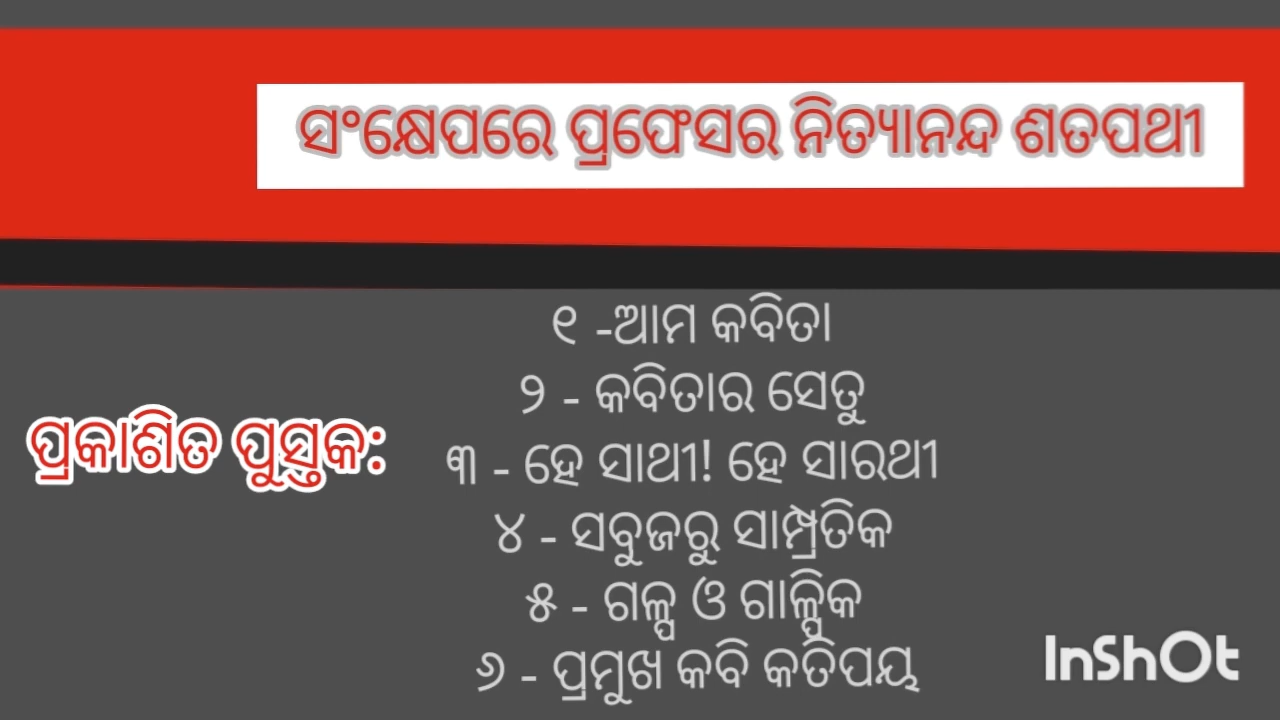 ସଂକ୍ଷେପରେ ପ୍ରଫେସର ନିତ୍ୟାନନ୍ଦ ଶତପଥୀ
ପ୍ରକାଶିତ ପୁସ୍ତକ:
୧ -ଆମ କବିତା
୨ - କବିତାର ସେତୁ
୩ - ହେ ସାଥୀ! ହେ ସାରଥୀ
୪ - ସବୁଜରୁ ସାମ୍ପ୍ରତିକ
୫ - ଗଳ୍ପ ଓ ଗାଳ୍ପିକ
୬ - ପ୍ରମୁଖ କବି କତିପୟ
InShOt